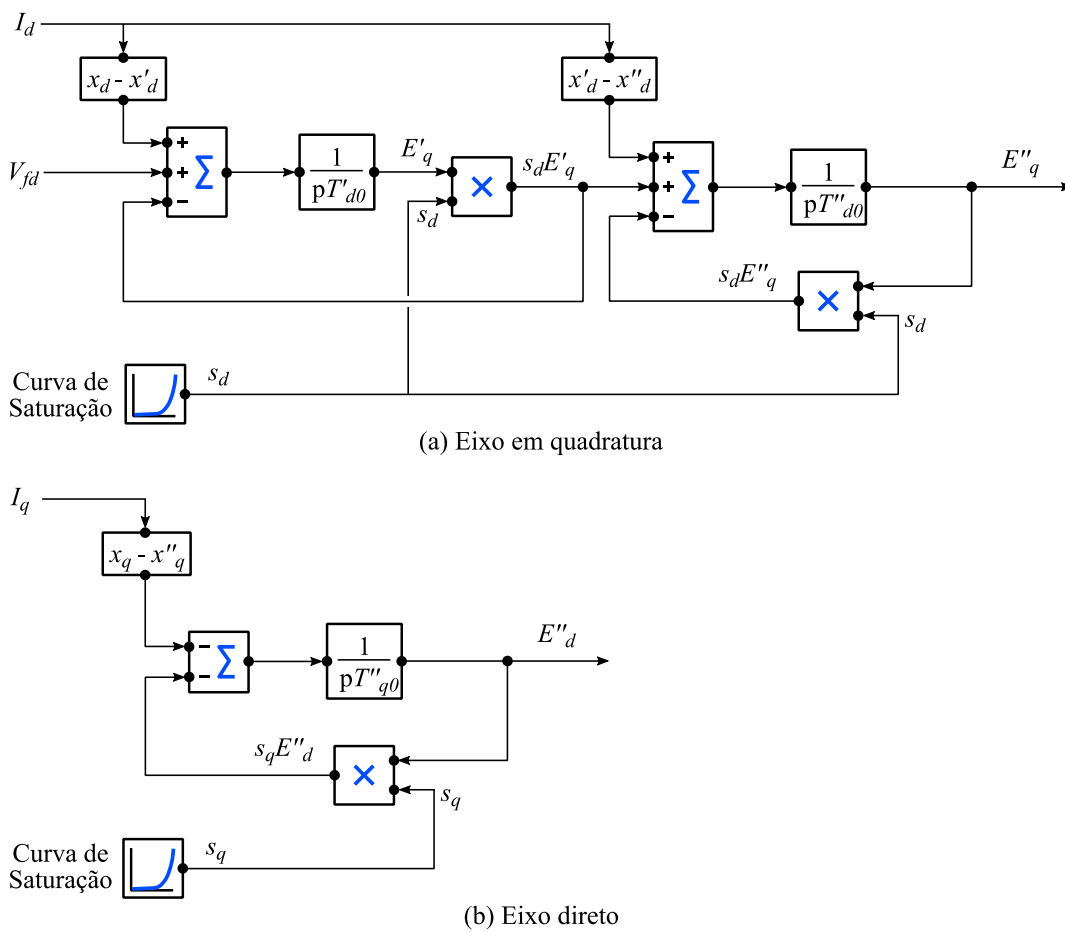 I_d
x_d - x'_d
x'_d - x''_d
+
+
-
V_fd
Σ
1
pT'_d0
E'_q
×
s_d
s_dE'_q
+
+
-
Σ
1
pT''_d0
E''_q
s_dE''_q
×
s_d
Curva de
Saturação
s_d
(a) Eixo em quadratura
I_q
x_q - x''_q
-
-
Σ
1
pT''_q0
E''_d
s_qE''_d
×
s_q
Curva de
Saturação
s_q
(b) Eixo direto